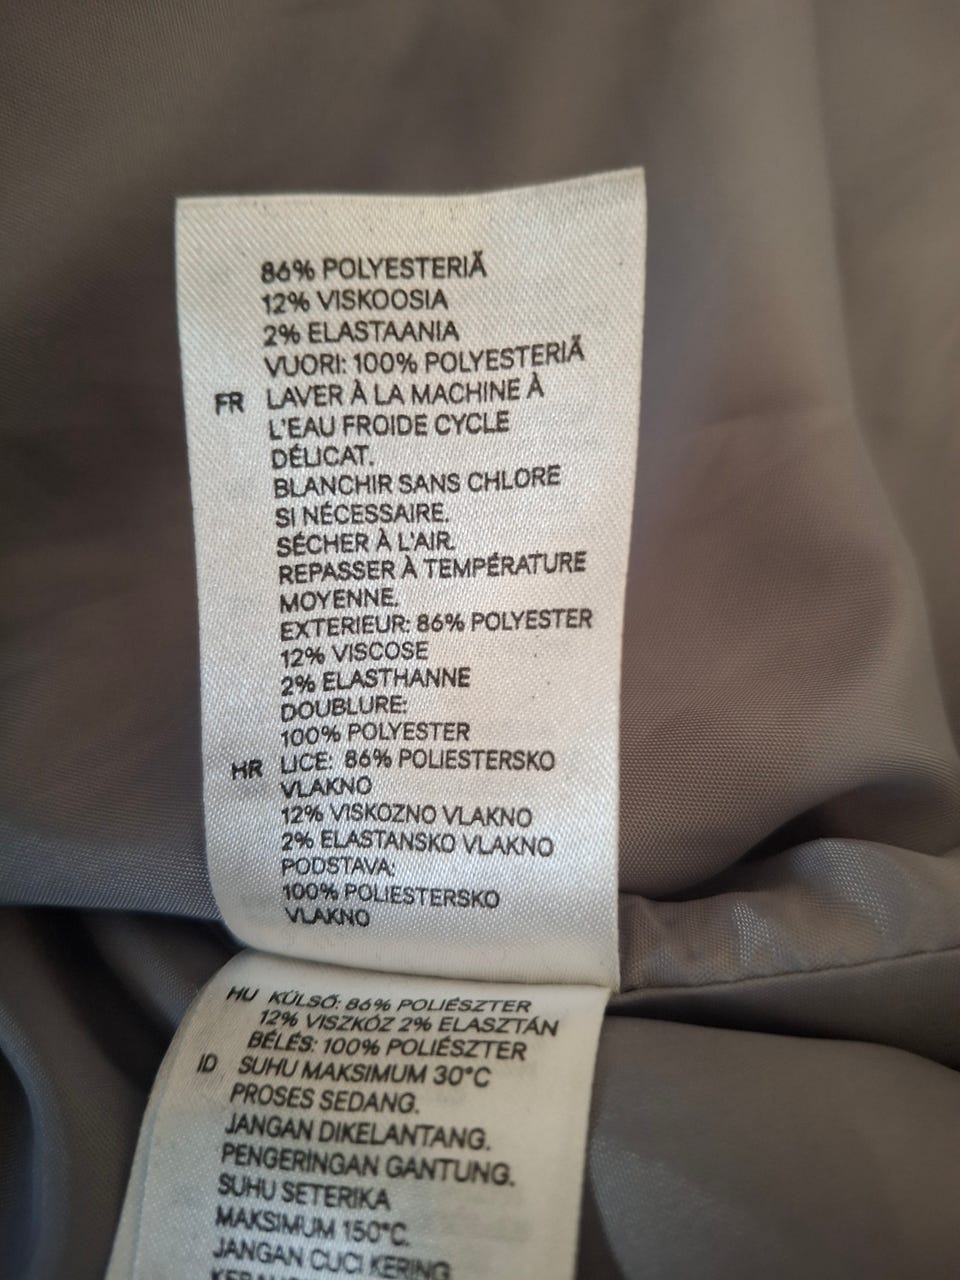 86% POLYESTERIÄ
12% VISKOOSIA
2% ELASTAANIA
VUORI: 100% POLYESTERIÄ
FR LAVER À LA MACHINE À
L'EAU FROIDE CYCLE
DÉLICAT.
BLANCHIR SANS CHLORE
SI NÉCESSAIRE.
SÉCHER À L'AIR.
REPASSER À TEMPÉRATURE
MOYENNE.
EXTERIEUR: 86% POLYESTER
12% VISCOSE
2% ELASTHANNE
DOUBLURE:
100% POLYESTER
HR LICE: 86% POLIESTERSKO
VLAKNO
12% VISKOZNO VLAKNO
2% ELASTANSKO VLAKNO
PODSTAVA:
100% POLIESTERSKO
VLAKNO
HU KÜLSŐ: 86% POLIÉSZTER
12% VISZKÓZ 2% ELASZTÁN
BÉLÉS: 100% POLIÉSZTER
ID SUHU MAKSIMUM 30°C
PROSES SEDANG.
JANGAN DIKELANTANG.
PENGERINGAN GANTUNG.
SUHU SETERIKA
MAKSIMUM 150°C.
JANGAN CUCI KERING